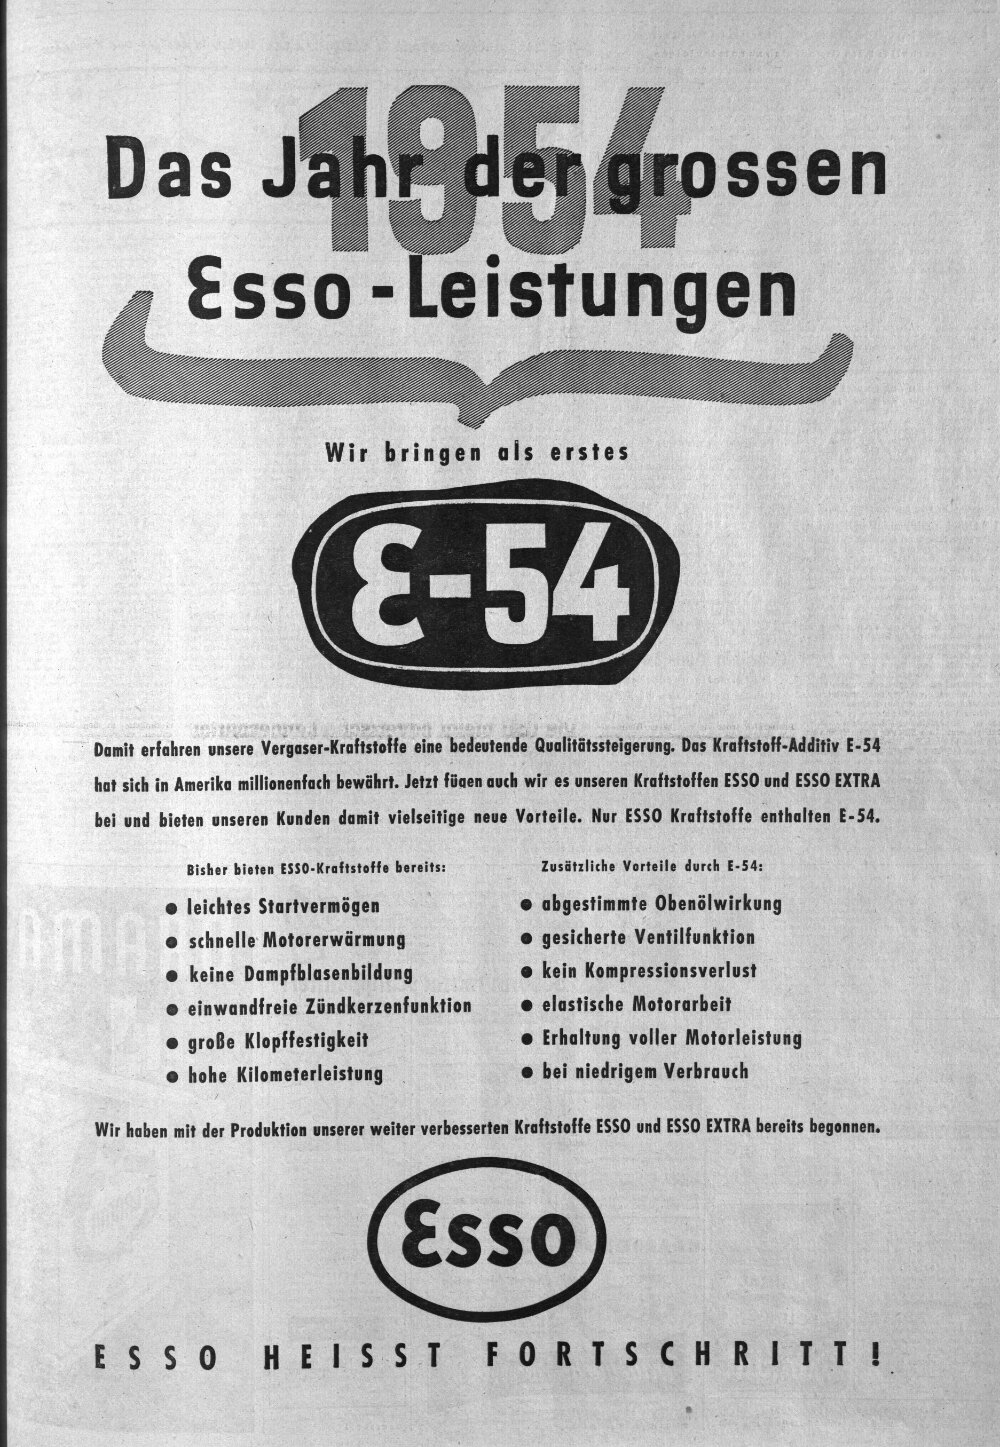 1954
Das Jahr der grossen
Esso-Leistungen
Wir bringen als erstes
E-54
Damit erfahren unsere Vergaser-Kraftstoffe eine bedeutende Qualitätssteigerung. Das Kraftstoff-Additiv E-54
hat sich in Amerika millionenfach bewährt. Jetzt fügen auch wir es unseren Kraftstoffen ESSO und ESSO EXTRA
bei und bieten unseren Kunden damit vielseitige neue Vorteile. Nur ESSO Kraftstoffe enthalten E-54.
Bisher bieten ESSO-Kraftstoffe bereits:
● leichtes Startvermögen
● schnelle Motorerwärmung
● keine Dampfblasenbildung
● einwandfreie Zündkerzenfunktion
● große Klopffestigkeit
● hohe Kilometerleistung
Zusätzliche Vorteile durch E-54:
● abgestimmte Obenölwirkung
● gesicherte Ventilfunktion
● kein Kompressionsverlust
● elastische Motorarbeit
● Erhaltung voller Motorleistung
● bei niedrigem Verbrauch
Wir haben mit der Produktion unserer weiter verbesserten Kraftstoffe ESSO und ESSO EXTRA bereits begonnen.
Esso
ESSO HEISST FORTSCHRITT!